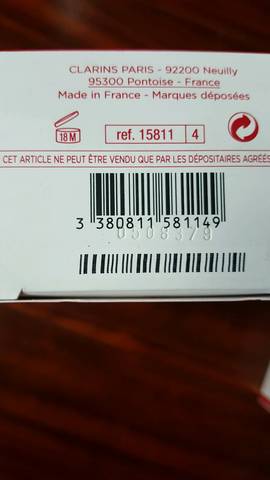 CLARINS PARIS - 92200 Neuilly
95300 Pontoise - France
Made in France - Marques déposées
18 M
ref. 15811 4
CET ARTICLE NE PEUT ÊTRE VENDU QUE PAR LES DÉPOSITAIRES AGRÉÉS
3 380811 581149